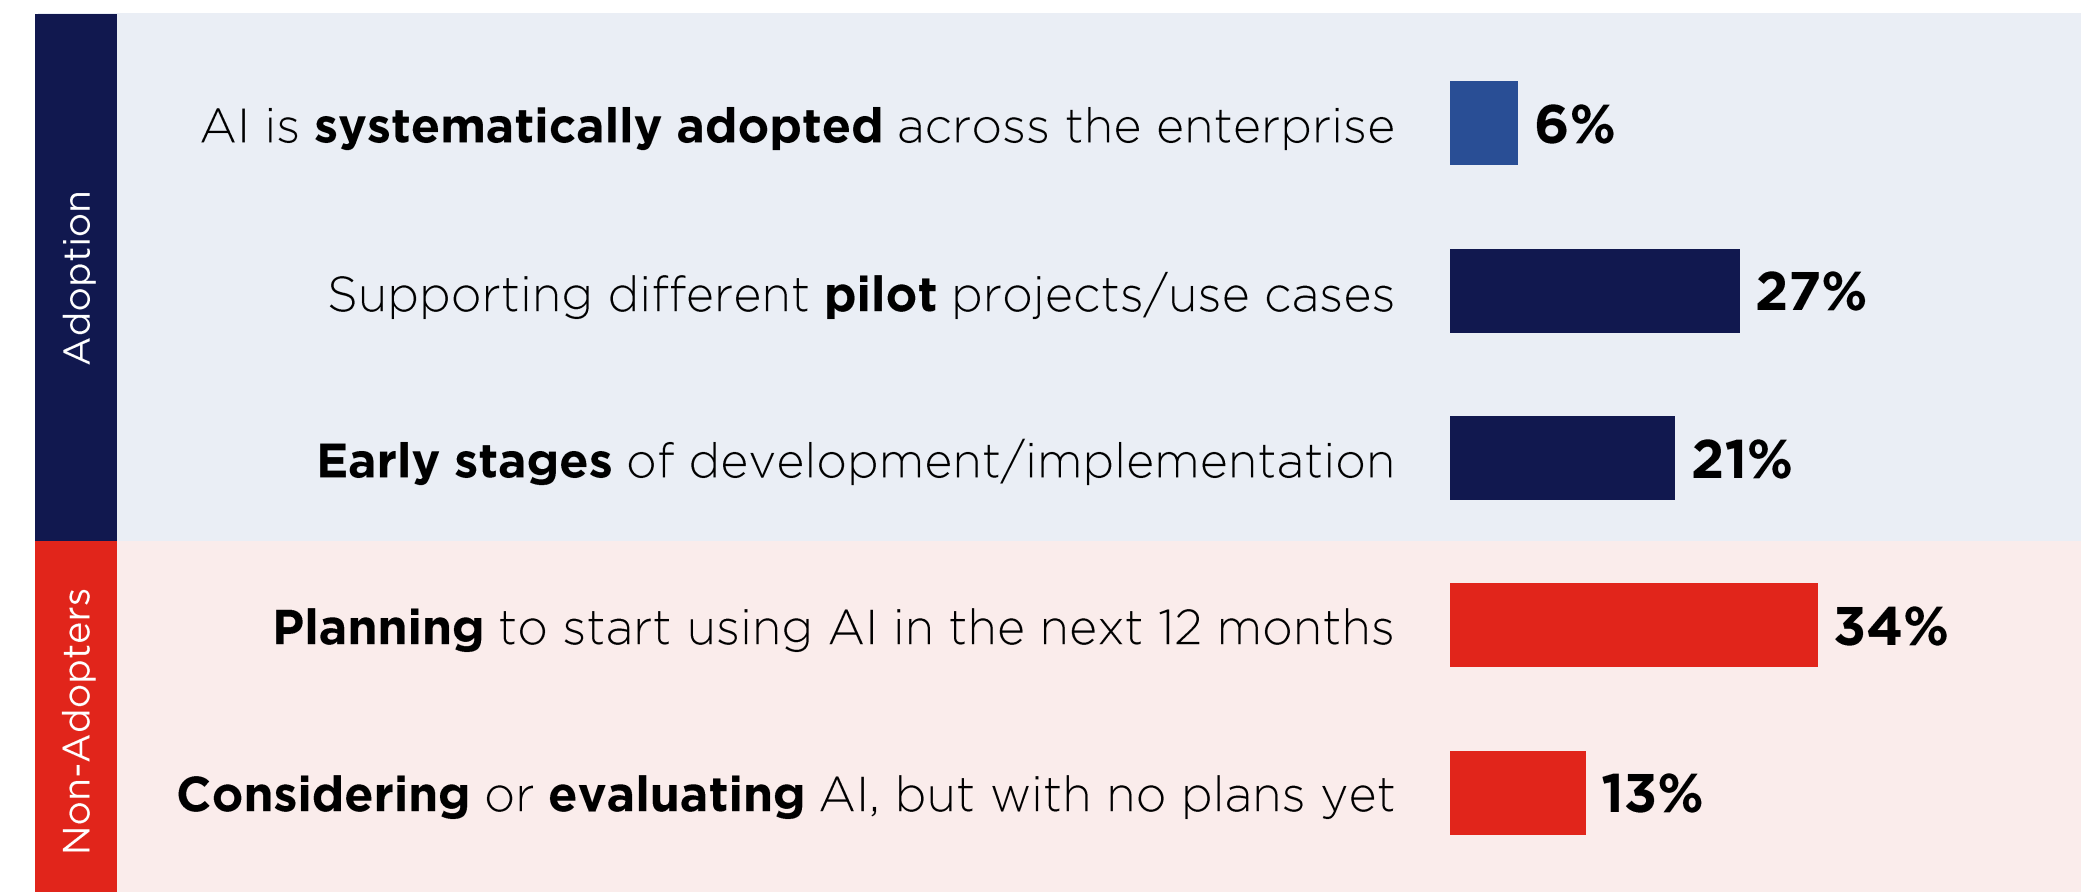 Adoption
AI is systematically adopted across the enterprise 6%
Supporting different pilot projects/use cases 27%
Early stages of development/implementation 21%
Non-Adopters
Planning to start using AI in the next 12 months 34%
Considering or evaluating AI, but with no plans yet 13%